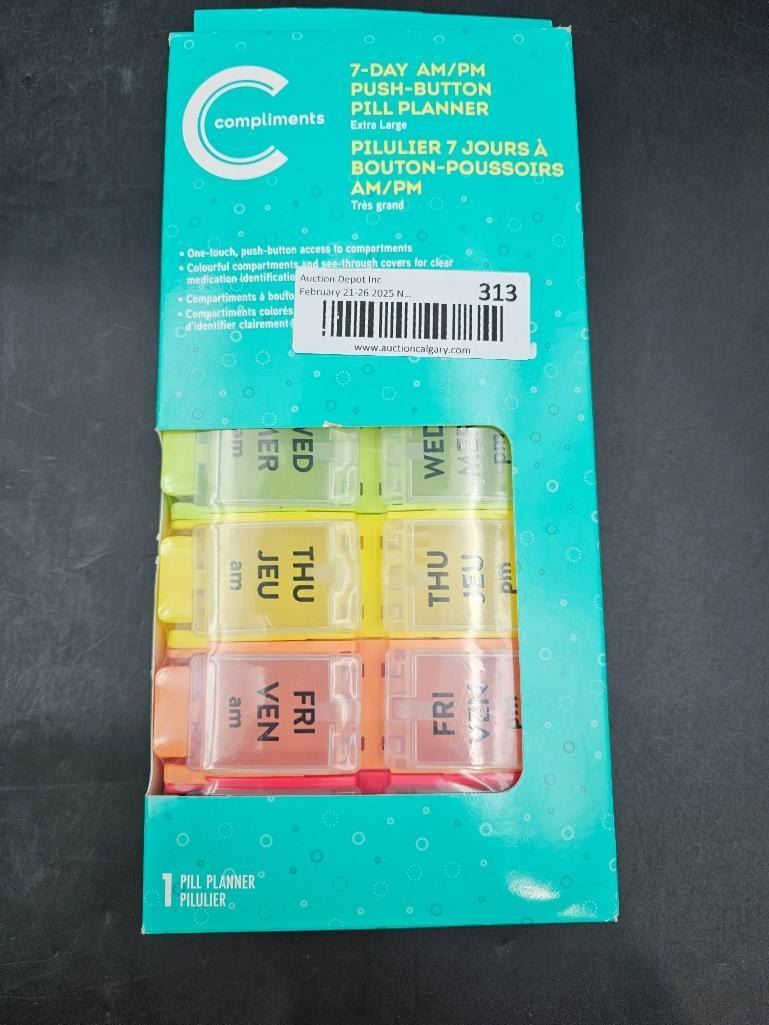 compliments
7-DAY AM/PM
PUSH-BUTTON
PILL PLANNER
Extra Large
PILULIER 7 JOURS À
BOUTON-POUSSOIRS
AM/PM
Très grand
• One-touch, push-button access to compartments
• Colourful compartments and see-through covers for clear
medication
• Compartiments à
• Compartiments colorés
d'identifier clairement
Auction Depot Inc
February 21-26 2025 N...
313
www.auctioncalgary.com
WED
MER
am
WED
MER
pm
THU
JEU
am
THU
JEU
pm
FRI
VEN
am
FRI
VEN
pm
1 PILL PLANNER
PILULIER